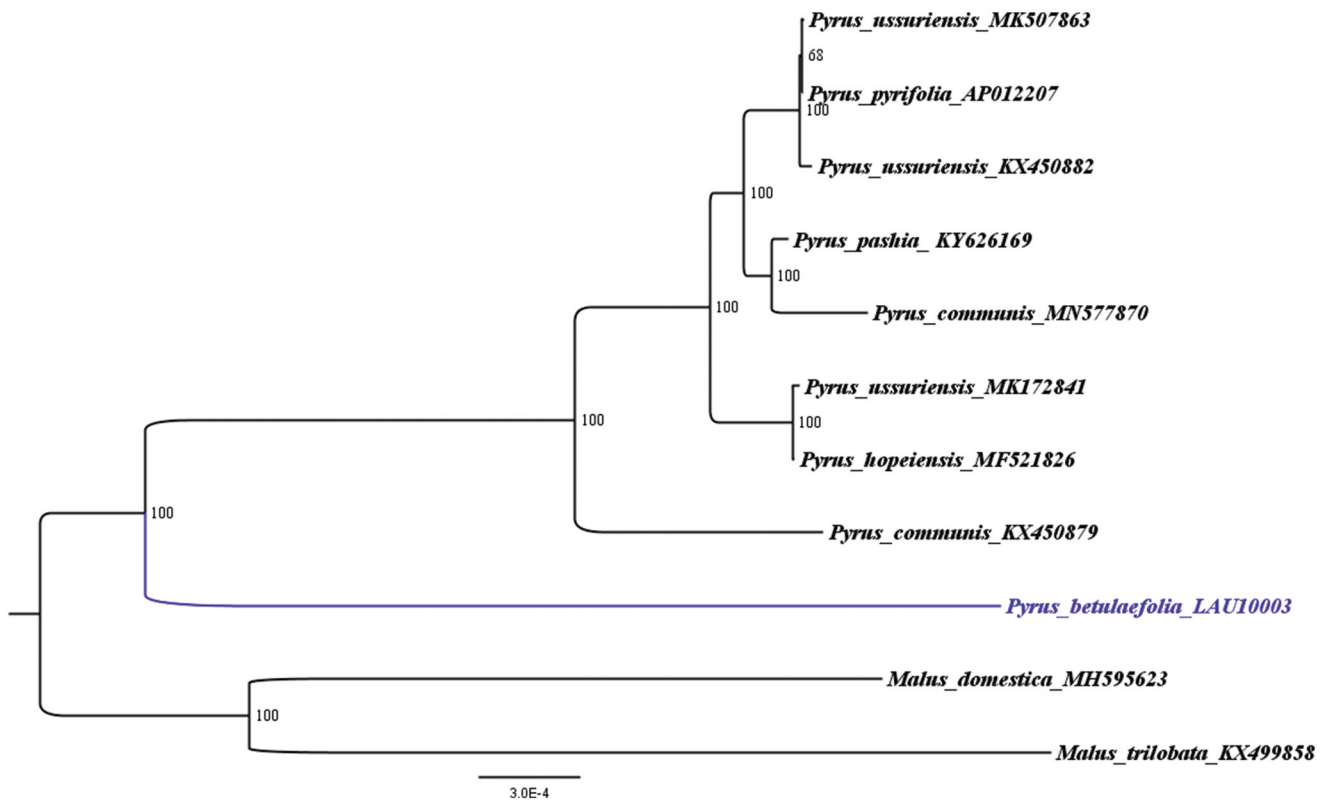 Pyrus_ussuriensis_MK507863
68
Pyrus_pyrifolia_AP012207
100
Pyrus_ussuriensis_KX450882
100
Pyrus_pashia_ KY626169
100
100
Pyrus_communis_MN577870
Pyrus_ussuriensis_MK172841
100
100
Pyrus_hopeiensis_MF521826
100
Pyrus_communis_KX450879
Pyrus_betulaefolia_LAU10003
Malus_domestica_MH595623
100
Malus_trilobata_KX499858
3.0E-4